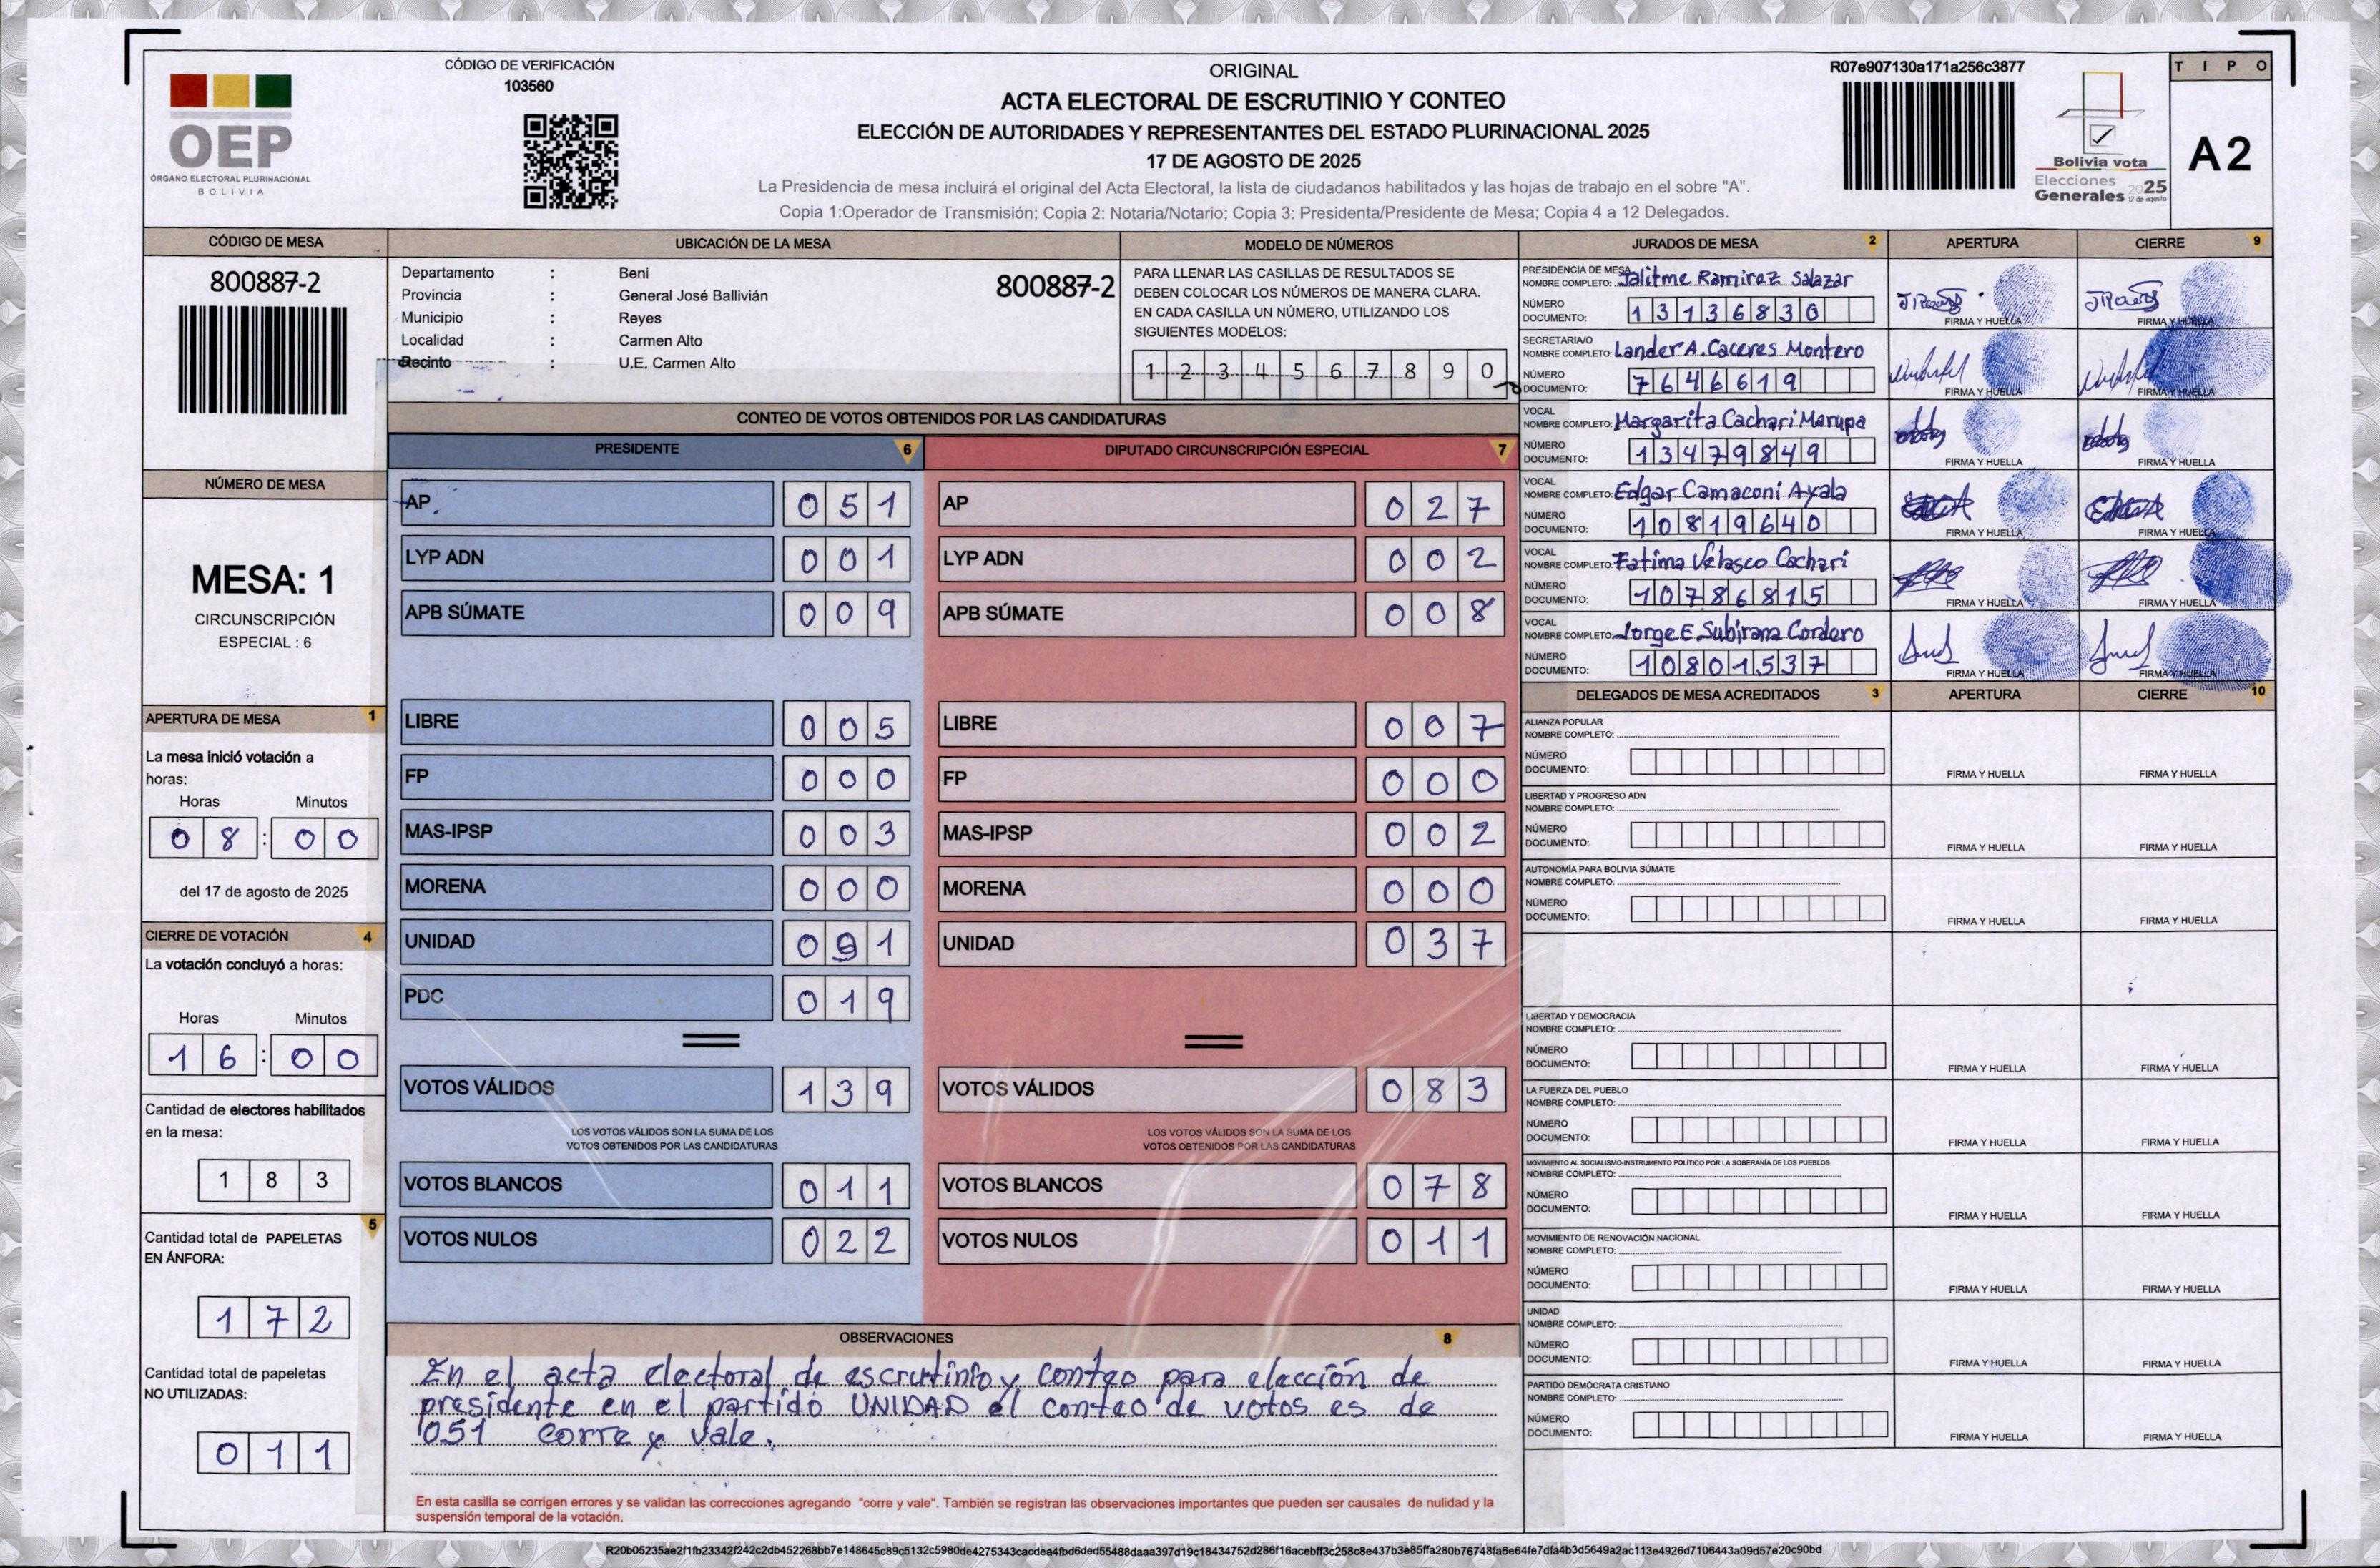 CÓDIGO DE VERIFICACIÓN
103560
OEP
ÓRGANO ELECTORAL PLURINACIONAL
BOLIVIA
ORIGINAL
ACTA ELECTORAL DE ESCRUTINIO Y CONTEO
ELECCIÓN DE AUTORIDADES Y REPRESENTANTES DEL ESTADO PLURINACIONAL 2025
17 DE AGOSTO DE 2025
La Presidencia de mesa incluirá el original del Acta Electoral, la lista de ciudadanos habilitados y las hojas de trabajo en el sobre "A".
Copia 1:Operador de Transmisión; Copia 2: Notaria/Notario; Copia 3: Presidenta/Presidente de Mesa; Copia 4 a 12 Delegados.
R07e907130a171a256c3877
Bolivia vota
Elecciones
Generales 2025
17 de agosto
TIPO
A2
CÓDIGO DE MESA
800887-2
UBICACIÓN DE LA MESA
Departamento : Beni
Provincia : General José Ballivián
Municipio : Reyes
Localidad : Carmen Alto
Recinto : U.E. Carmen Alto
800887-2
MODELO DE NÚMEROS
PARA LLENAR LAS CASILLAS DE RESULTADOS SE
DEBEN COLOCAR LOS NÚMEROS DE MANERA CLARA.
EN CADA CASILLA UN NÚMERO, UTILIZANDO LOS
SIGUIENTES MODELOS:
1 2 3 4 5 6 7 8 9 0
NÚMERO DE MESA
MESA: 1
CIRCUNSCRIPCIÓN
ESPECIAL : 6
APERTURA DE MESA 1
La mesa inició votación a
horas:
Horas Minutos
08:00
del 17 de agosto de 2025
CIERRE DE VOTACIÓN 4
La votación concluyó a horas:
Horas Minutos
16:00
Cantidad de electores habilitados
en la mesa:
183
5
Cantidad total de PAPELETAS
EN ÁNFORA:
172
Cantidad total de papeletas
NO UTILIZADAS:
011
CONTEO DE VOTOS OBTENIDOS POR LAS CANDIDATURAS
PRESIDENTE 6
AP 051
LYP ADN 001
APB SÚMATE 009
LIBRE 005
FP 000
MAS-IPSP 003
MORENA 000
UNIDAD 091
PDC 019
VOTOS VÁLIDOS 139
LOS VOTOS VÁLIDOS SON LA SUMA DE LOS
VOTOS OBTENIDOS POR LAS CANDIDATURAS
VOTOS BLANCOS 011
VOTOS NULOS 022
DIPUTADO CIRCUNSCRIPCIÓN ESPECIAL 7
AP 027
LYP ADN 002
APB SÚMATE 008
LIBRE 007
FP 000
MAS-IPSP 002
MORENA 000
UNIDAD 037
VOTOS VÁLIDOS 083
LOS VOTOS VÁLIDOS SON LA SUMA DE LOS
VOTOS OBTENIDOS POR LAS CANDIDATURAS
VOTOS BLANCOS 078
VOTOS NULOS 011
OBSERVACIONES 8
En el acta electoral de escrutinio y conteo para elección de
presidente en el partido UNIDAD el conteo de votos es de
051 corre y vale.
En esta casilla se corrigen errores y se validan las correcciones agregando "corre y vale". También se registran las observaciones importantes que pueden ser causales de nulidad y la
suspensión temporal de la votación.
JURADOS DE MESA 2 APERTURA CIERRE 9
PRESIDENCIA DE MESA
NOMBRE COMPLETO: Jalitme Ramirez Salazar
NÚMERO
DOCUMENTO: 13136830
FIRMA Y HUELLA FIRMA Y HUELLA
SECRETARIA/O
NOMBRE COMPLETO: Lander A. Caceres Montero
NÚMERO
DOCUMENTO: 7646619
FIRMA Y HUELLA FIRMA Y HUELLA
VOCAL
NOMBRE COMPLETO: Margarita Cachari Marupa
NÚMERO
DOCUMENTO: 13479849
FIRMA Y HUELLA FIRMA Y HUELLA
VOCAL
NOMBRE COMPLETO: Edgar Camaconi Ayala
NÚMERO
DOCUMENTO: 10819640
FIRMA Y HUELLA FIRMA Y HUELLA
VOCAL
NOMBRE COMPLETO: Fatima Velasco Cachari
NÚMERO
DOCUMENTO: 10786815
FIRMA Y HUELLA FIRMA Y HUELLA
VOCAL
NOMBRE COMPLETO: Jorge E. Subirana Cordero
NÚMERO
DOCUMENTO: 10801537
FIRMA Y HUELLA FIRMA Y HUELLA
DELEGADOS DE MESA ACREDITADOS 3 APERTURA CIERRE 10
ALIANZA POPULAR
NOMBRE COMPLETO:
NÚMERO
DOCUMENTO:
FIRMA Y HUELLA FIRMA Y HUELLA
LIBERTAD Y PROGRESO ADN
NOMBRE COMPLETO:
NÚMERO
DOCUMENTO:
FIRMA Y HUELLA FIRMA Y HUELLA
AUTONOMÍA PARA BOLIVIA SÚMATE
NOMBRE COMPLETO:
NÚMERO
DOCUMENTO:
FIRMA Y HUELLA FIRMA Y HUELLA
LIBERTAD Y DEMOCRACIA
NOMBRE COMPLETO:
NÚMERO
DOCUMENTO:
FIRMA Y HUELLA FIRMA Y HUELLA
LA FUERZA DEL PUEBLO
NOMBRE COMPLETO:
NÚMERO
DOCUMENTO:
FIRMA Y HUELLA FIRMA Y HUELLA
MOVIMIENTO AL SOCIALISMO-INSTRUMENTO POLÍTICO POR LA SOBERANÍA DE LOS PUEBLOS
NOMBRE COMPLETO:
NÚMERO
DOCUMENTO:
FIRMA Y HUELLA FIRMA Y HUELLA
MOVIMIENTO DE RENOVACIÓN NACIONAL
NOMBRE COMPLETO:
NÚMERO
DOCUMENTO:
FIRMA Y HUELLA FIRMA Y HUELLA
UNIDAD
NOMBRE COMPLETO:
NÚMERO
DOCUMENTO:
FIRMA Y HUELLA FIRMA Y HUELLA
PARTIDO DEMÓCRATA CRISTIANO
NOMBRE COMPLETO:
NÚMERO
DOCUMENTO:
FIRMA Y HUELLA FIRMA Y HUELLA